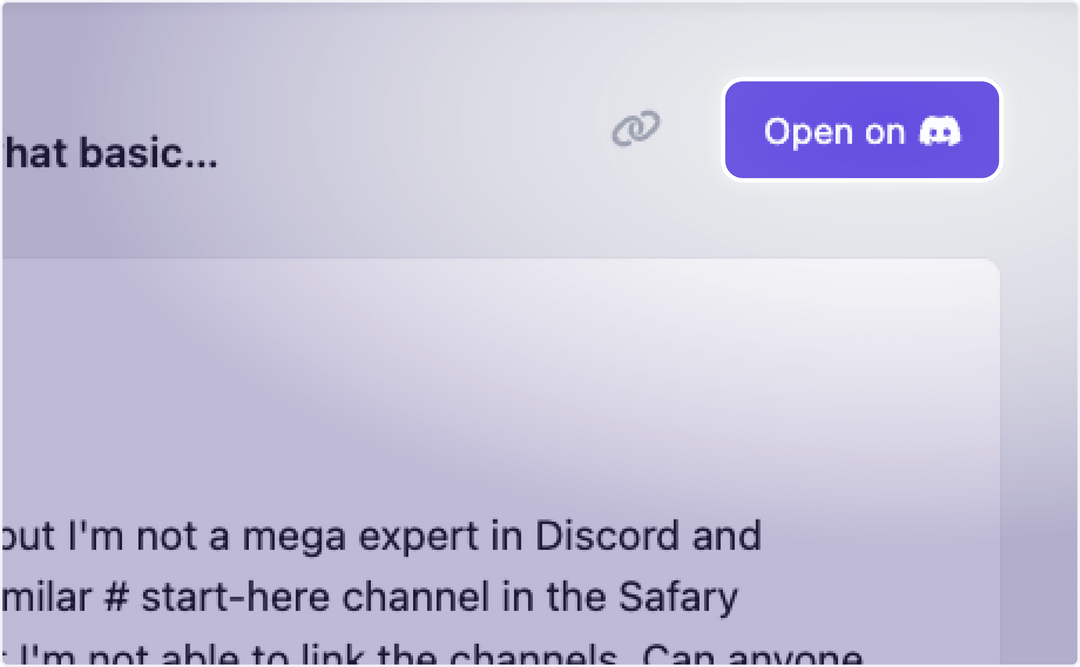 hat basic...
Open on
out I'm not a mega expert in Discord and
milar # start-here channel in the Safary
I'm not able to link the channels. Can anyone